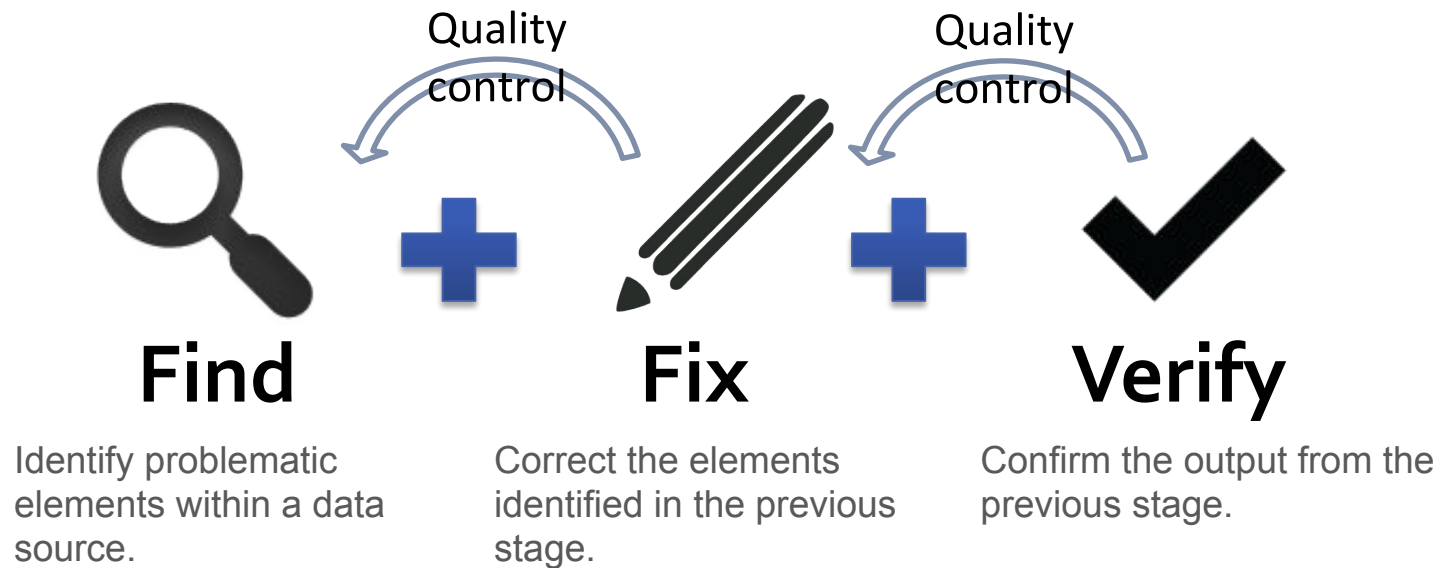 Quality
control
Quality
control
Find
Fix
Verify
Identify problematic
elements within a data
source.
Correct the elements
identified in the previous
stage.
Confirm the output from the
previous stage.